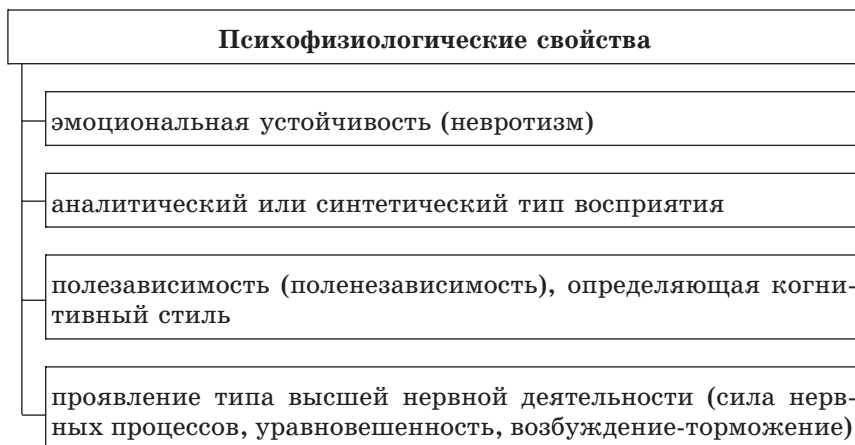 Психофизиологические свойства
эмоциональная устойчивость (невротизм)
аналитический или синтетический тип восприятия
полезависимость (поленезависимость), определяющая когни-
тивный стиль
проявление типа высшей нервной деятельности (сила нерв-
ных процессов, уравновешенность, возбуждение-торможение)